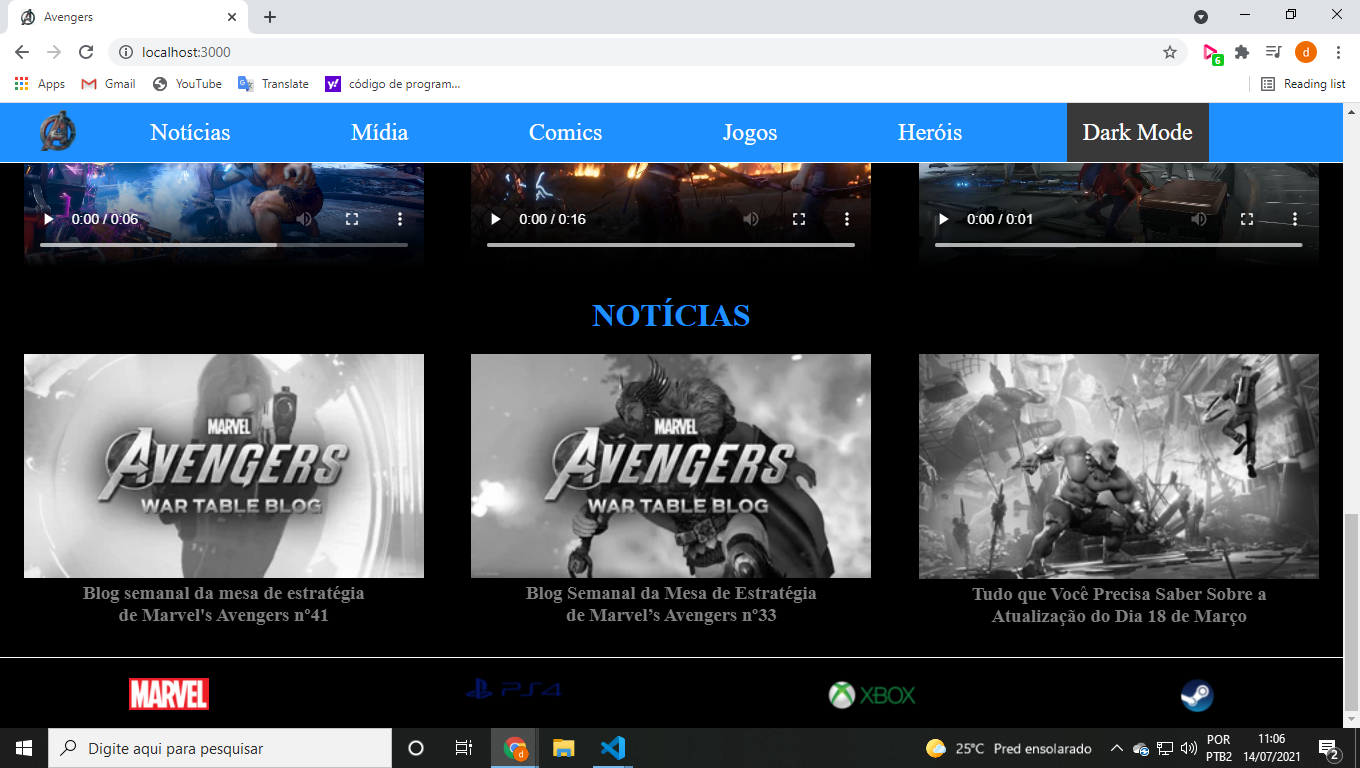 Avengers
localhost:3000
d
6
Apps
Gmail
YouTube
Translate
y!
código de program...
Reading list
Notícias
Mídia
Comics
Jogos
Heróis
Dark Mode
0:00 / 0:06
0:00 / 0:16
0:00 / 0:01
NOTÍCIAS
MARVEL
AVENGERS
WAR TABLE BLOG
MARVEL
AVENGERS
WAR TABLE BLOG
Blog semanal da mesa de estratégia
de Marvel's Avengers nº41
Blog Semanal da Mesa de Estratégia
de Marvel’s Avengers nº33
Tudo que Você Precisa Saber Sobre a
Atualização do Dia 18 de Março
MARVEL
PS4
XBOX
Digite aqui para pesquisar
d
25°C Pred ensolarado
POR
PTB2
11:06
14/07/2021
2